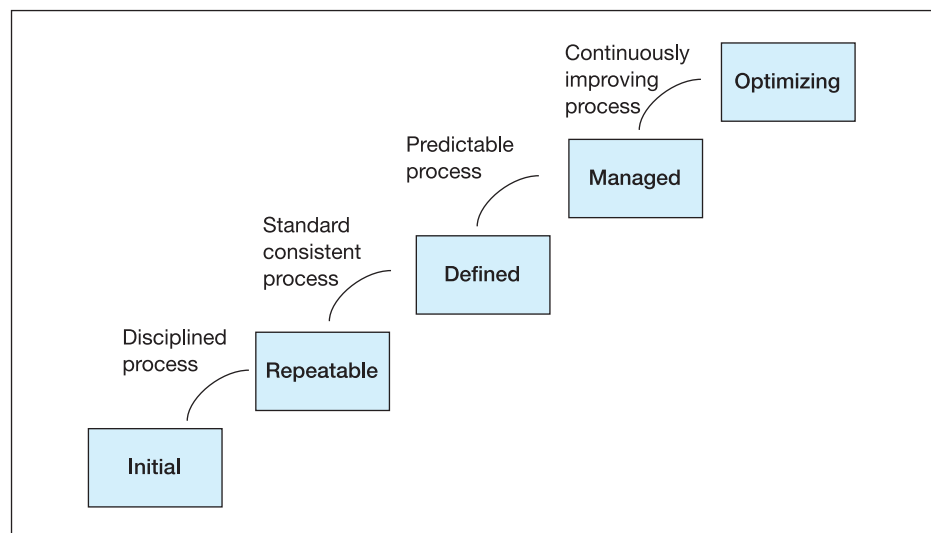 Continuously
improving
process
Optimizing
Predictable
process
Managed
Standard
consistent
process
Defined
Disciplined
process
Repeatable
Initial